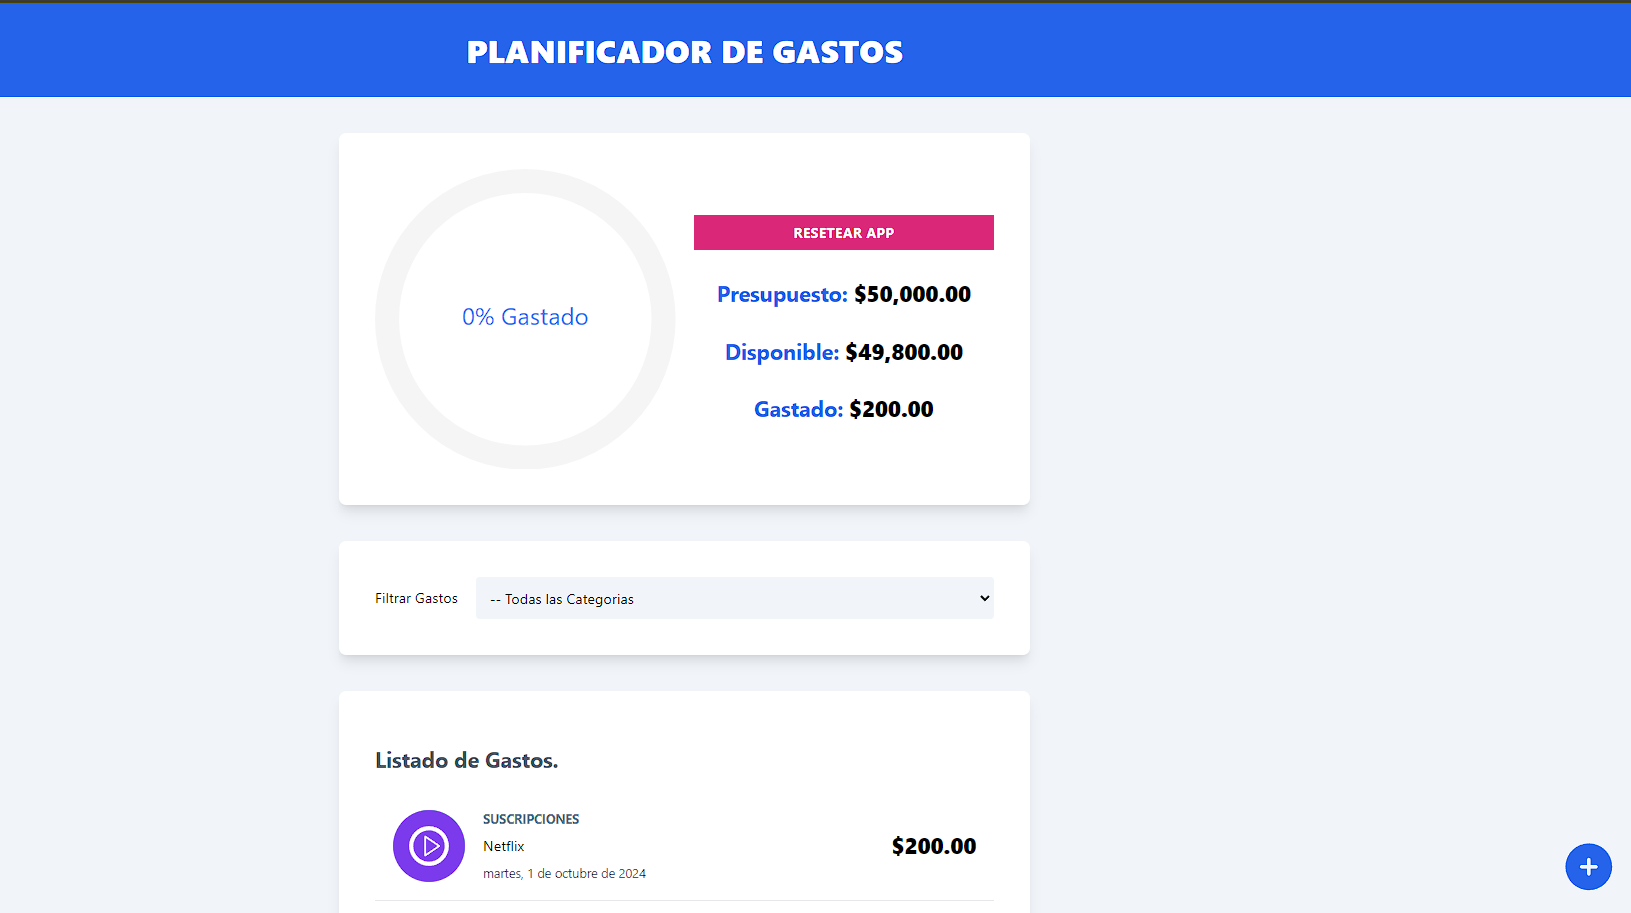 PLANIFICADOR DE GASTOS
0% Gastado
RESETEAR APP
Presupuesto: $50,000.00
Disponible: $49,800.00
Gastado: $200.00
Filtrar Gastos
-- Todas las Categorias
Listado de Gastos.
SUSCRIPCIONES
Netflix
$200.00
martes, 1 de octubre de 2024